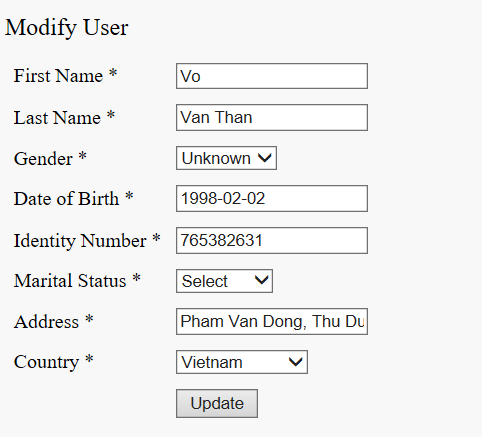 Modify User
First Name * Vo
Last Name * Van Than
Gender * Unknown
Date of Birth * 1998-02-02
Identity Number * 765382631
Marital Status * Select
Address * Pham Van Dong, Thu Du
Country * Vietnam
Update